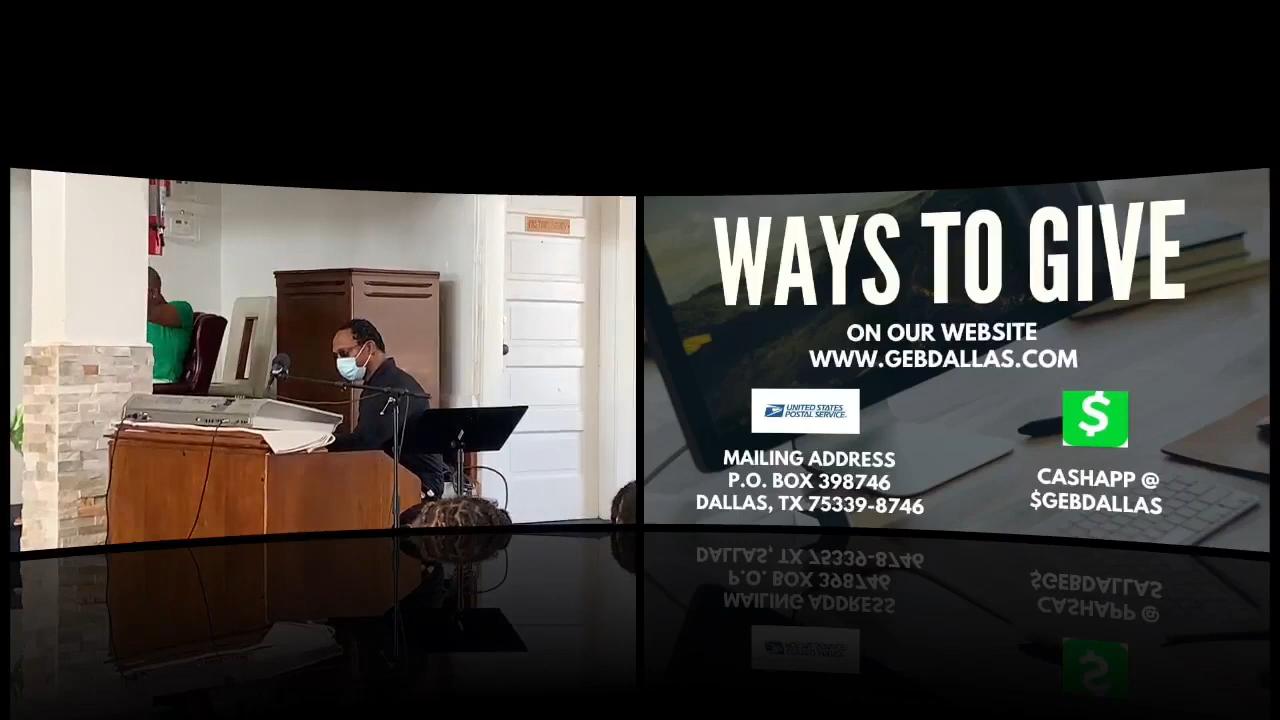 WAYS TO GIVE
ON OUR WEBSITE
WWW.GEBDALLAS.COM
UNITED STATES
POSTAL SERVICE.
MAILING ADDRESS
P.O. BOX 398746
DALLAS, TX 75339-8746
$
CASHAPP @
$GEBDALLAS